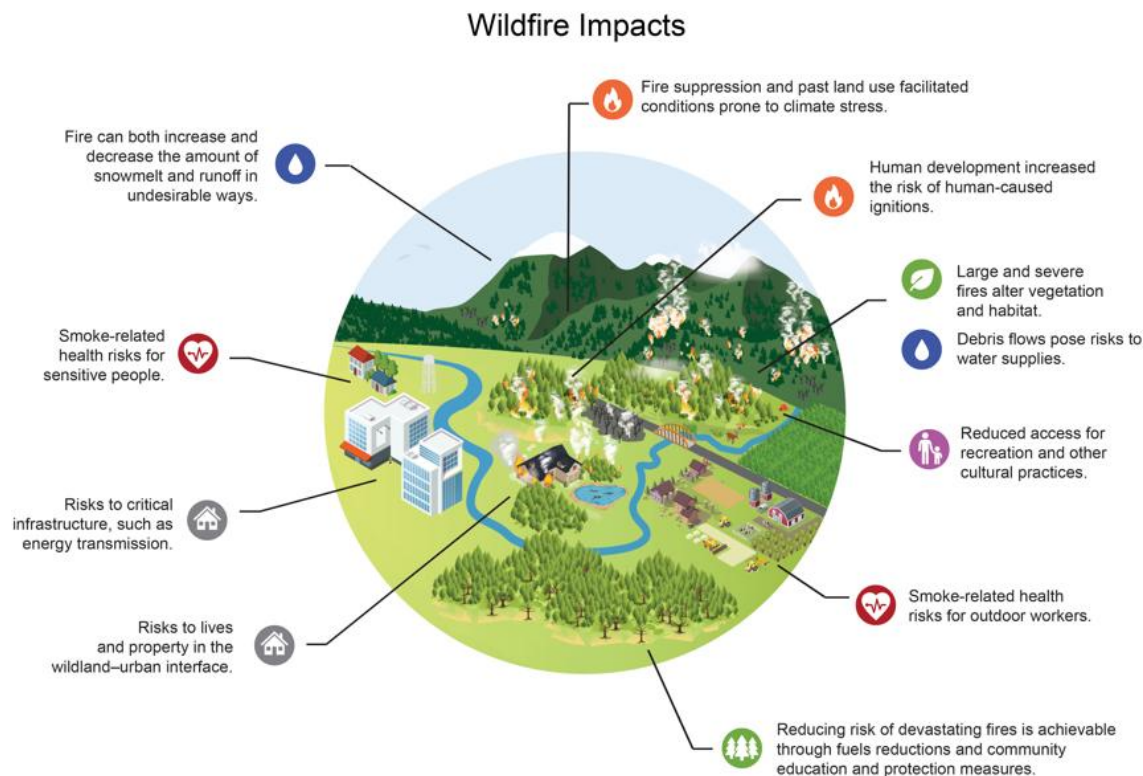 Wildfire Impacts
Fire suppression and past land use facilitated
conditions prone to climate stress.
Fire can both increase and
decrease the amount of
snowmelt and runoff in
undesirable ways.
Human development increased
the risk of human-caused
ignitions.
Large and severe
fires alter vegetation
and habitat.
Debris flows pose risks to
water supplies.
Smoke-related
health risks for
sensitive people.
Reduced access for
recreation and other
cultural practices.
Risks to critical
infrastructure, such as
energy transmission.
Smoke-related health
risks for outdoor workers.
Risks to lives
and property in the
wildland–urban interface.
Reducing risk of devastating fires is achievable
through fuels reductions and community
education and protection measures.